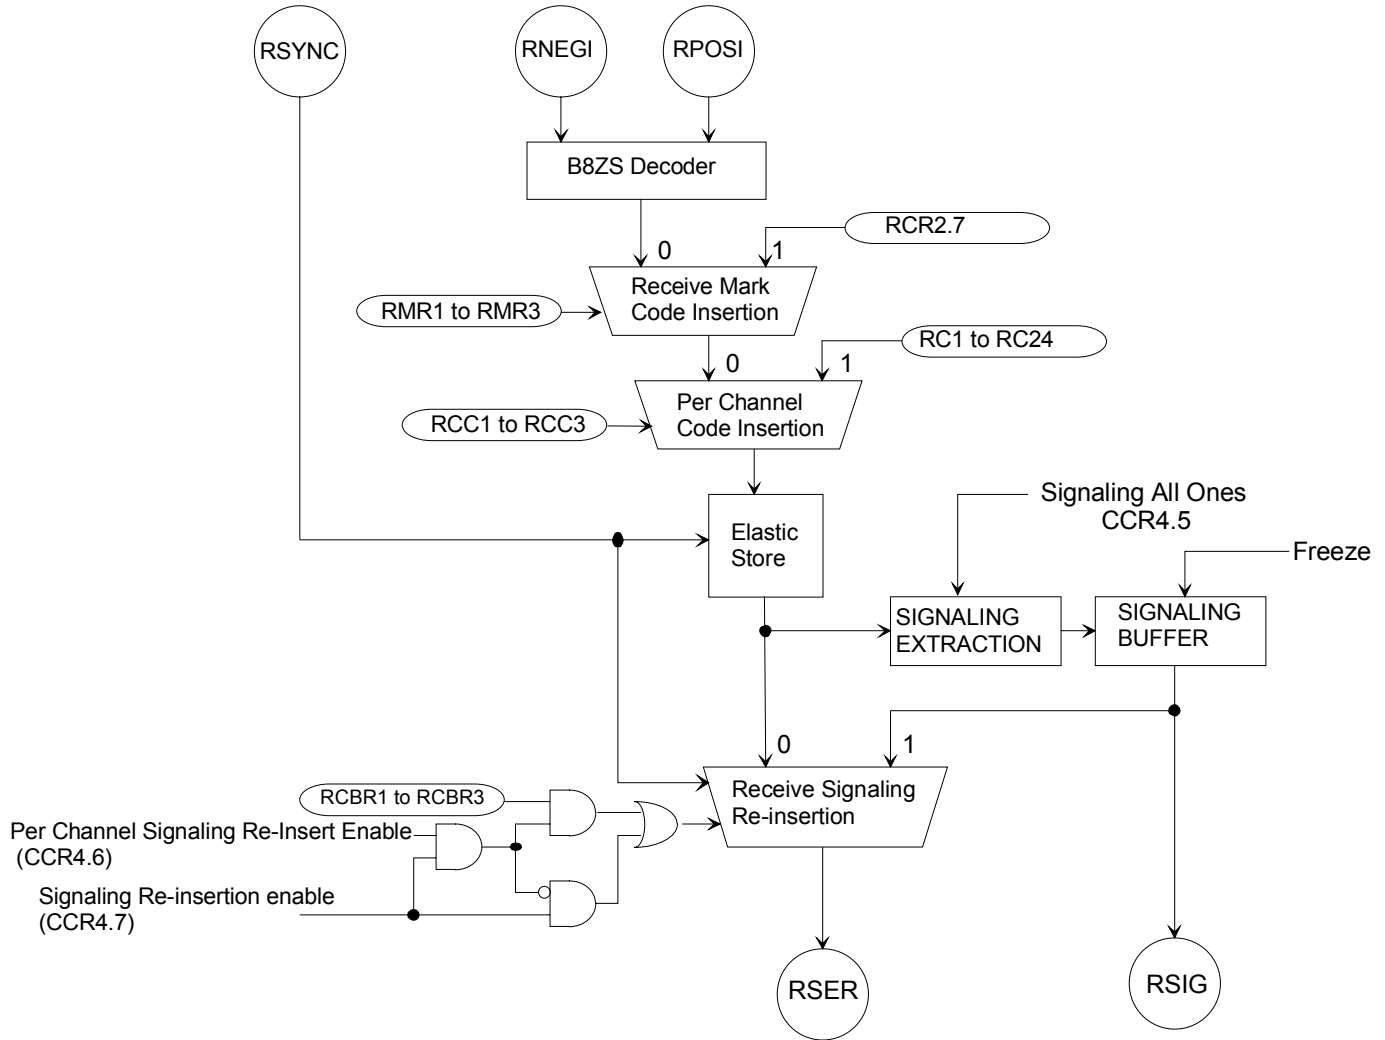 RSYNC
RNEGI
RPOSI
B8ZS Decoder
RCR2.7
0
1
Receive Mark
Code Insertion
RMR1 to RMR3
RC1 to RC24
0
1
Per Channel
Code Insertion
RCC1 to RCC3
Signaling All Ones
CCR4.5
Elastic
Store
Freeze
SIGNALING
EXTRACTION
SIGNALING
BUFFER
0
1
Receive Signaling
Re-insertion
RCBR1 to RCBR3
Per Channel Signaling Re-Insert Enable
(CCR4.6)
Signaling Re-insertion enable
(CCR4.7)
RSER
RSIG